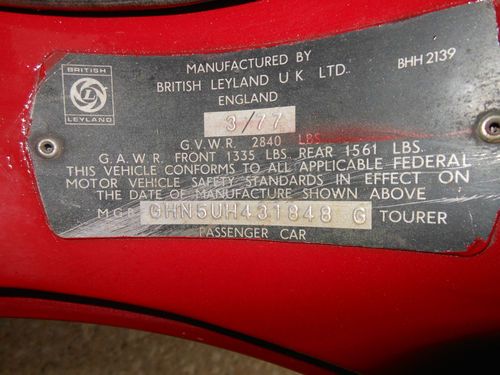 MANUFACTURED BY
BHH 2139
BRITISH LEYLAND U K LTD.
ENGLAND
BRITISH
LEYLAND
3/77
G.V.W.R. 2840 LBS
G.A.W.R. FRONT 1335 LBS. REAR 1561 LBS.
THIS VEHICLE CONFORMS TO ALL APPLICABLE FEDERAL
MOTOR VEHICLE SAFETY STANDARDS IN EFFECT ON
THE DATE OF MANUFACTURE SHOWN ABOVE
M.G.B GHN5UH431848 G TOURER
PASSENGER CAR